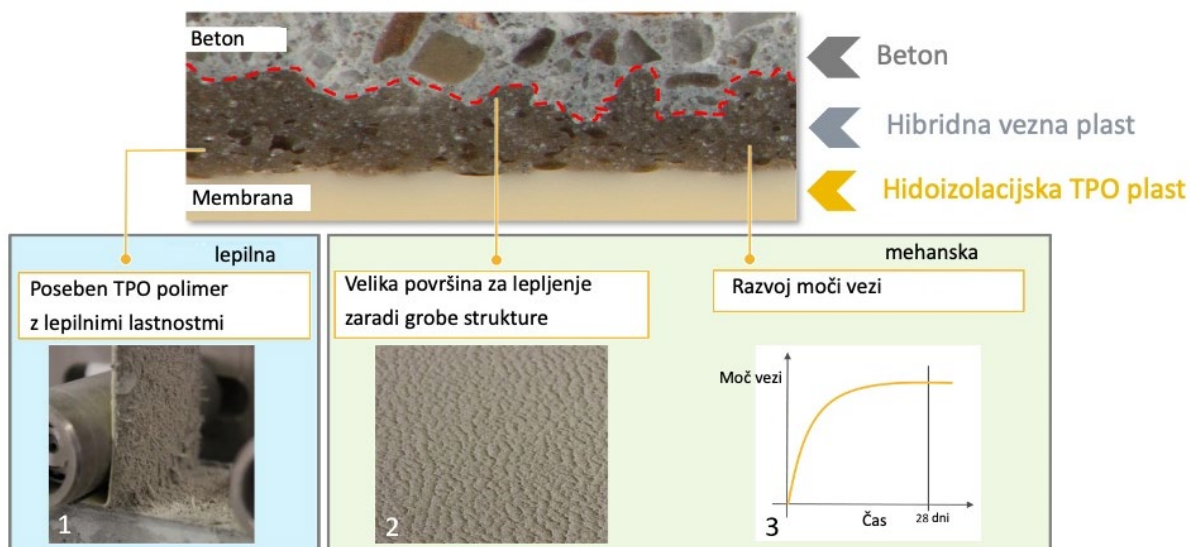 Beton
Beton
Hibridna vezna plast
Membrana
Hidoizolacijska TPO plast
lepilna
Poseben TPO polimer
z lepilnimi lastnostmi
1
mehanska
Velika površina za lepljenje
zaradi grobe strukture
2
Razvoj moči vezi
Moč vezi
Čas
28 dni
3